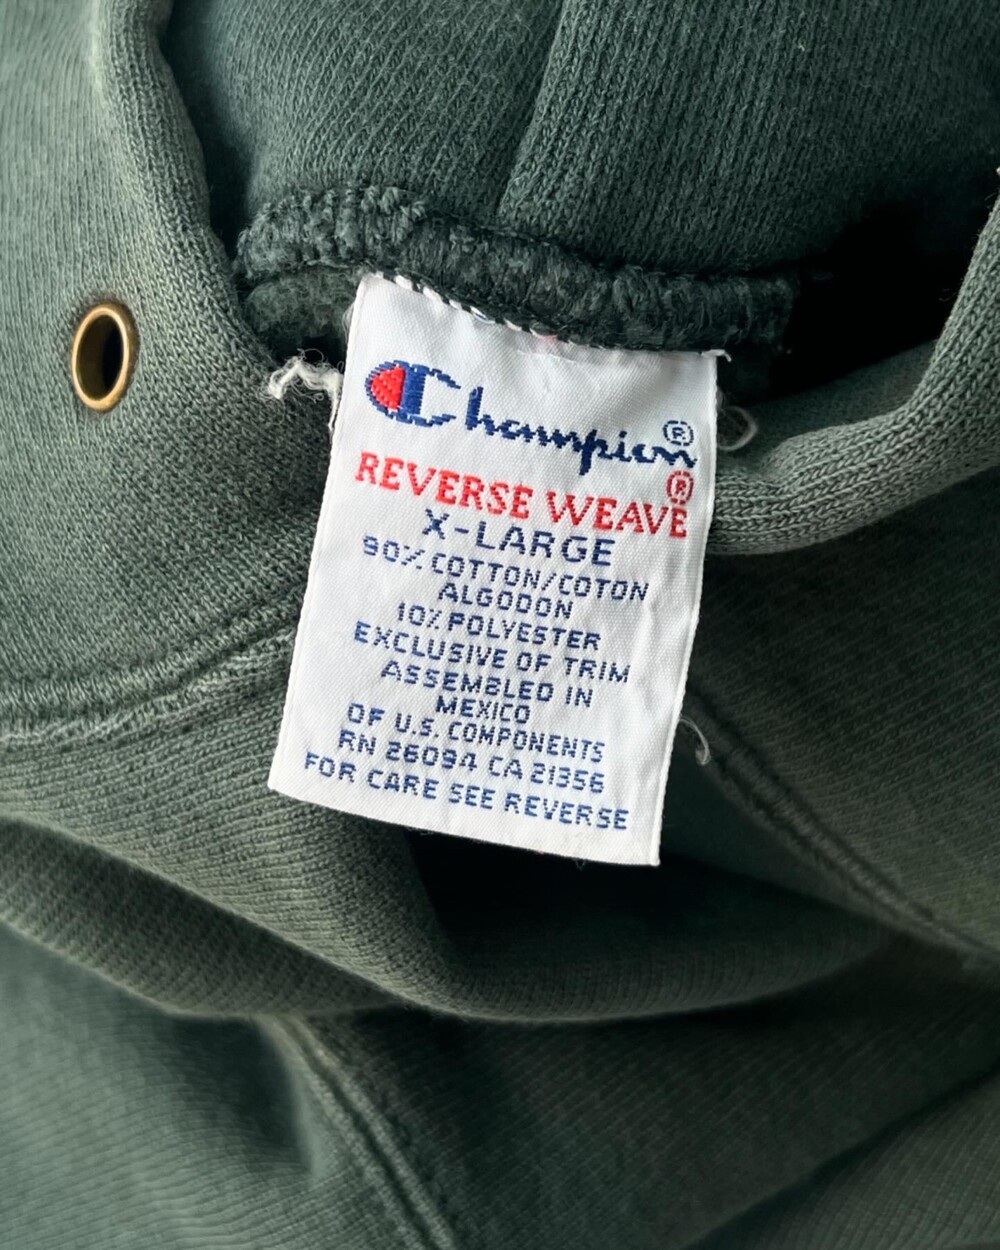 Champion®
REVERSE WEAVE®
X-LARGE
90% COTTON/COTON
ALGODON
10% POLYESTER
EXCLUSIVE OF TRIM
ASSEMBLED IN
MEXICO
OF U.S. COMPONENTS
RN 26094 CA 21356
FOR CARE SEE REVERSE